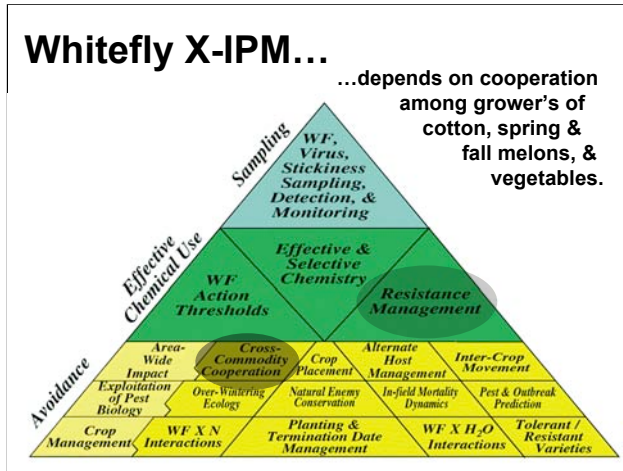 Whitefly X-IPM…
…depends on cooperation
among grower's of
cotton, spring &
fall melons, &
vegetables.
Sampling
WF,
Virus,
Stickiness
Sampling,
Detection, &
Monitoring
Effective
Chemical Use
WF
Action
Thresholds
Effective &
Selective
Chemistry
Resistance
Management
Avoidance
Area-
Wide
Impact
Cross-
Commodity
Cooperation
Crop
Placement
Alternate
Host
Management
Inter-Crop
Movement
Exploitation
of Pest
Biology
Over-Wintering
Ecology
Natural Enemy
Conservation
In-field Mortality
Dynamics
Pest & Outbreak
Prediction
Crop
Management
WF X N
Interactions
Planting &
Termination Date
Management
WF X H2O
Interactions
Tolerant /
Resistant
Varieties